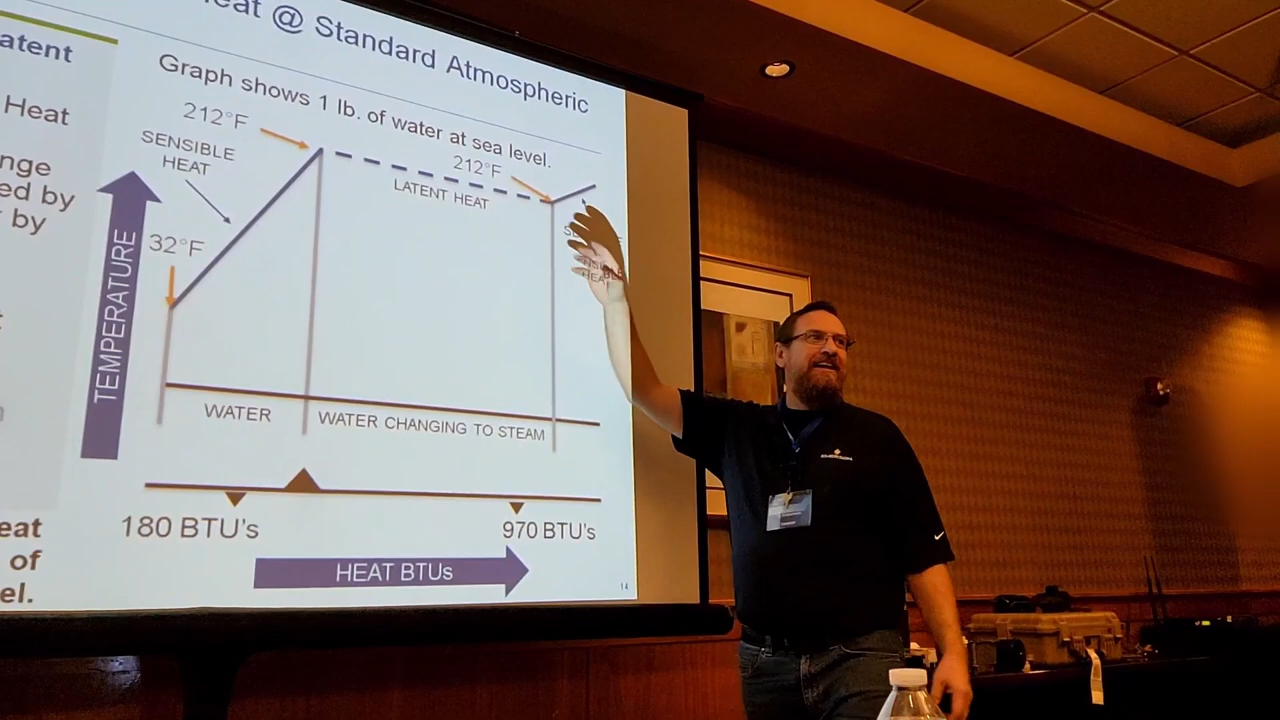 eat @ Standard Atmospheric
atent
Heat
nge
ed by
by
eat
of
el.
Graph shows 1 lb. of water at sea level.
212°F
SENSIBLE
HEAT
32°F
212°F
LATENT HEAT
TEMPERATURE
WATER
WATER CHANGING TO STEAM
180 BTU's
970 BTU's
HEAT BTUs
14
EMERSON